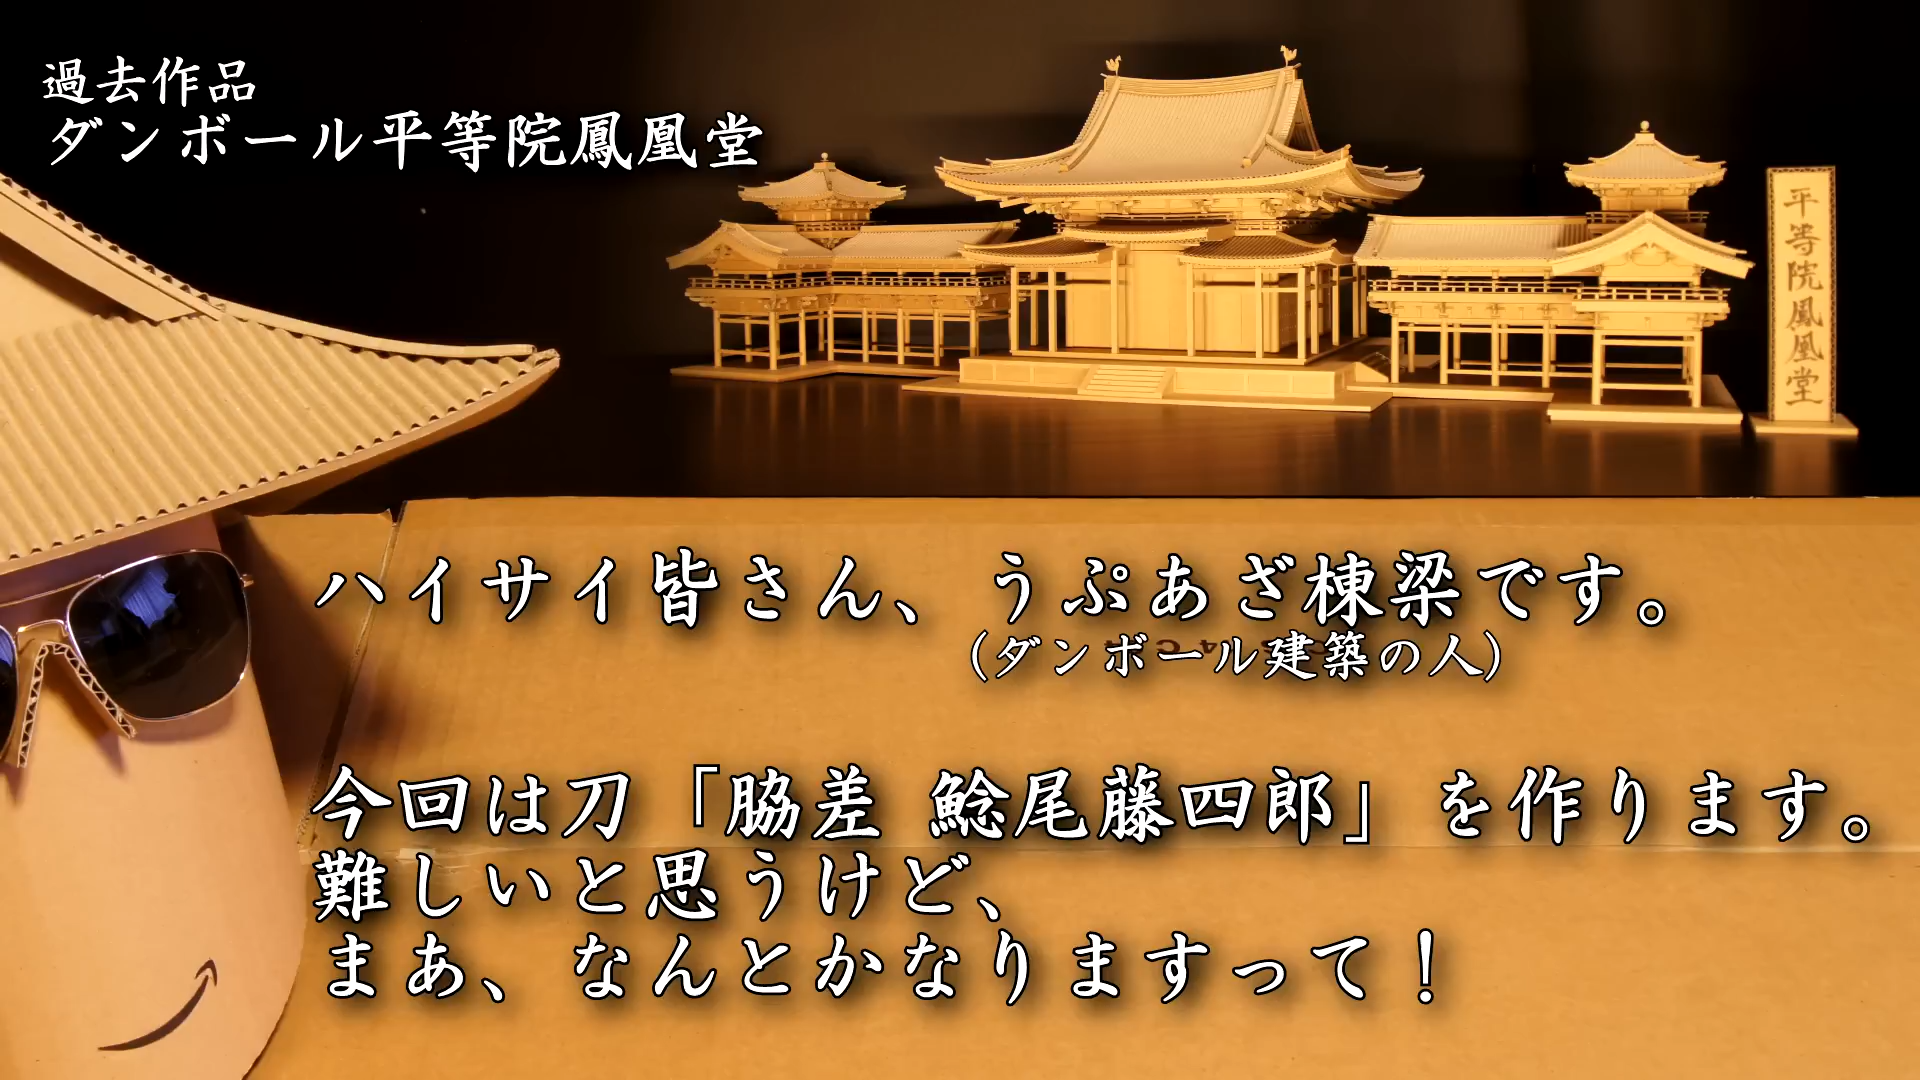 過去作品
ダンボール平等院鳳凰堂
平等院鳳凰堂
ハイサイ皆さん、うぷあざ棟梁です。
(ダンボール建築の人)
今回は刀「脇差 鯰尾藤四郎」を作ります。
難しいと思うけど、
まあ、なんとかなりますって！